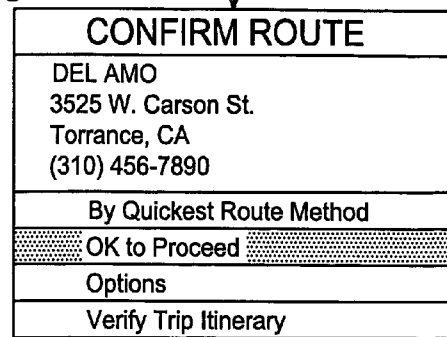 CONFIRM ROUTE
DEL AMO
3525 W. Carson St.
Torrance, CA
(310) 456-7890
By Quickest Route Method
OK to Proceed
Options
Verify Trip Itinerary